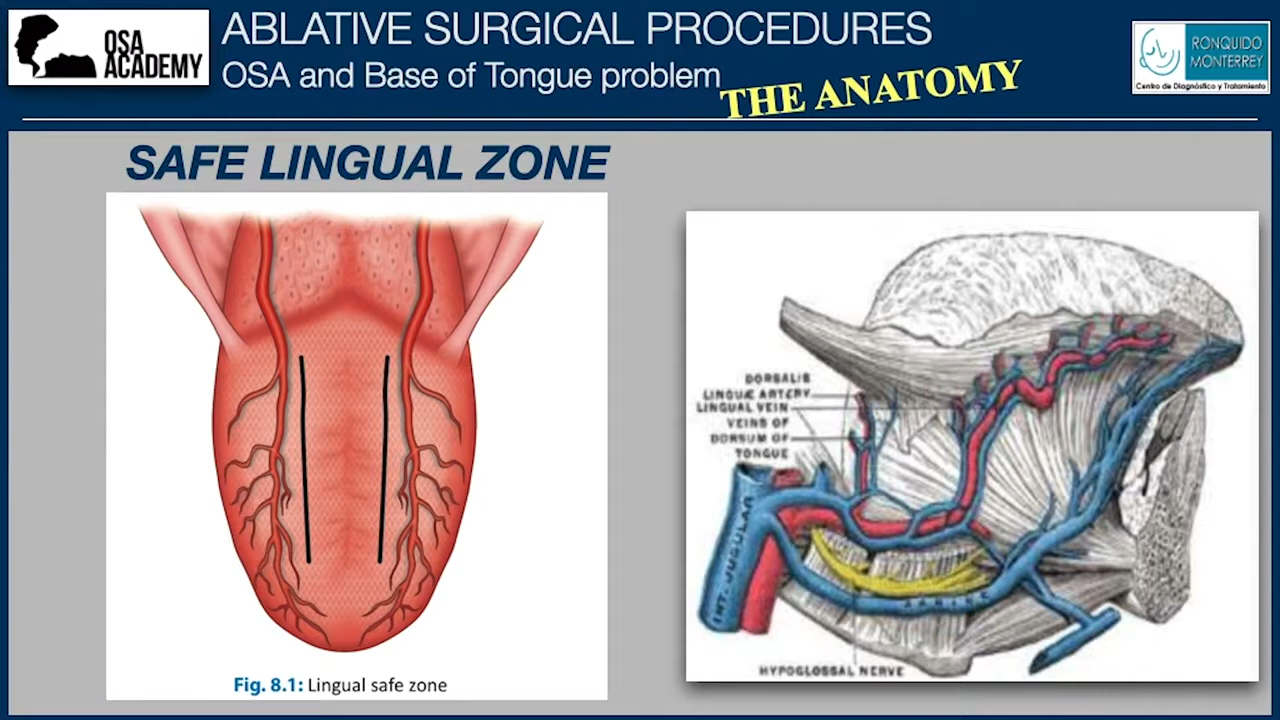 OSA
ACADEMY
ABLATIVE SURGICAL PROCEDURES
OSA and Base of Tongue problem
THE ANATOMY
RONQUIDO
MONTERREY
Centro de Diagnóstico y Tratamiento
SAFE LINGUAL ZONE
Fig. 8.1: Lingual safe zone
DORSALIS
LINGUÆ ARTERY
LINGUAL VEIN
VEINS OF
DORSUM OF
TONGUE
INT. JUGULAR
RANINE
HYPOGLOSSAL NERVE